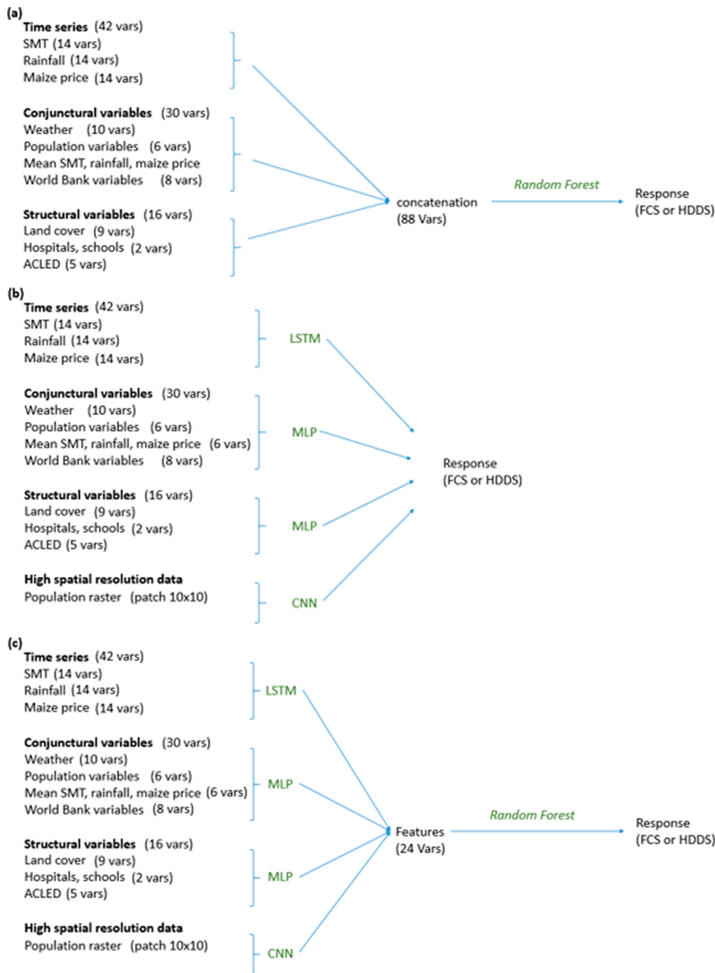 (a)
Time series (42 vars)
SMT (14 vars)
Rainfall (14 vars)
Maize price (14 vars)
Conjunctural variables (30 vars)
Weather (10 vars)
Population variables (6 vars)
Mean SMT, rainfall, maize price
World Bank variables (8 vars)
Structural variables (16 vars)
Land cover (9 vars)
Hospitals, schools (2 vars)
ACLED (5 vars)
concatenation
(88 Vars)
Random Forest
Response
(FCS or HDDS)
(b)
Time series (42 vars)
SMT (14 vars)
Rainfall (14 vars)
Maize price (14 vars)
LSTM
Conjunctural variables (30 vars)
Weather (10 vars)
Population variables (6 vars)
Mean SMT, rainfall, maize price (6 vars)
World Bank variables (8 vars)
MLP
Structural variables (16 vars)
Land cover (9 vars)
Hospitals, schools (2 vars)
ACLED (5 vars)
MLP
High spatial resolution data
Population raster (patch 10x10)
CNN
Response
(FCS or HDDS)
(c)
Time series (42 vars)
SMT (14 vars)
Rainfall (14 vars)
Maize price (14 vars)
LSTM
Conjunctural variables (30 vars)
Weather (10 vars)
Population variables (6 vars)
Mean SMT, rainfall, maize price (6 vars)
World Bank variables (8 vars)
MLP
Structural variables (16 vars)
Land cover (9 vars)
Hospitals, schools (2 vars)
ACLED (5 vars)
MLP
High spatial resolution data
Population raster (patch 10x10)
CNN
Features
(24 Vars)
Random Forest
Response
(FCS or HDDS)